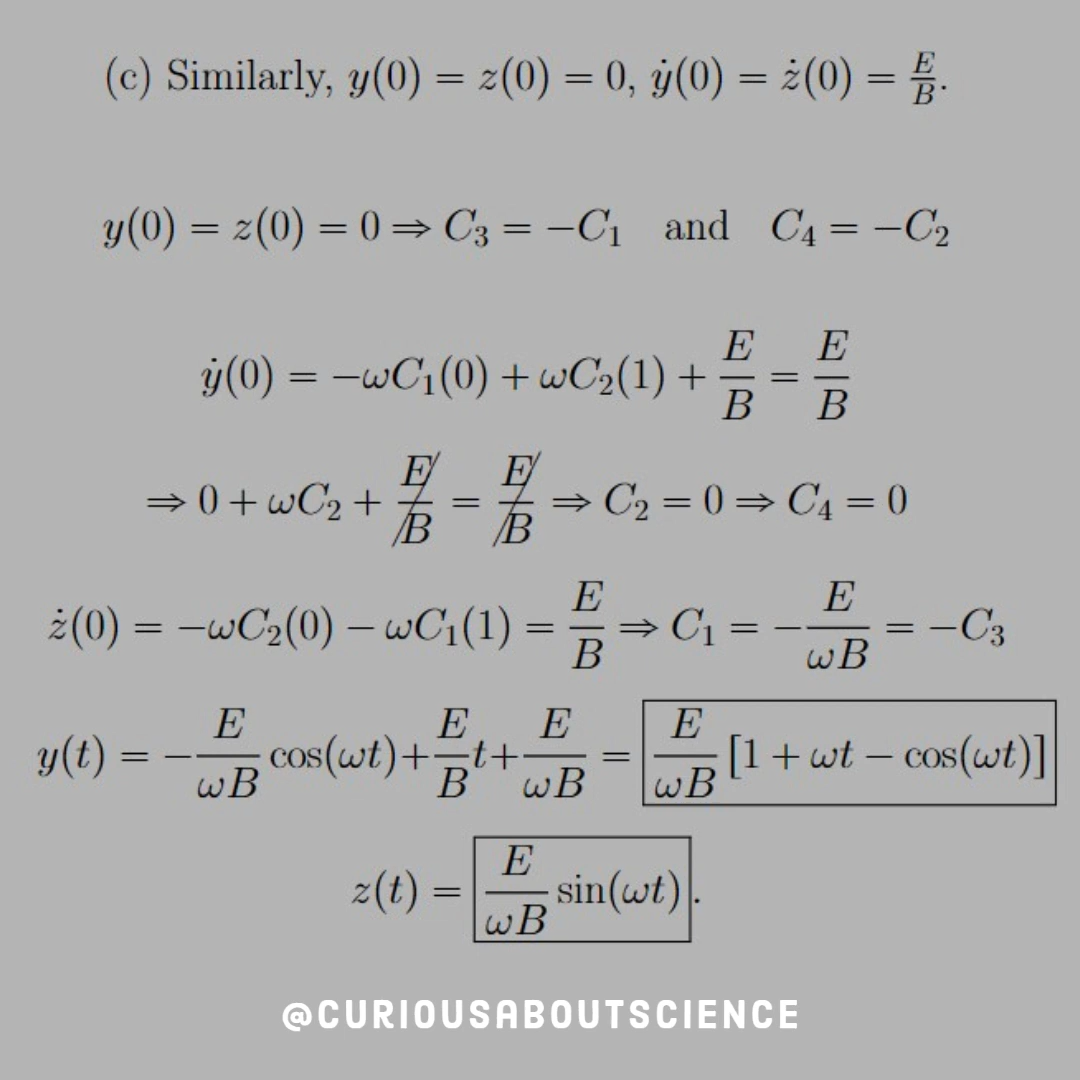 (c) Similarly, y(0) = z(0) = 0, ẏ(0) = ż(0) = E/B.
y(0) = z(0) = 0 ⇒ C₃ = −C₁ and C₄ = −C₂
ẏ(0) = −ωC₁(0) + ωC₂(1) + E/B = E/B
⇒ 0 + ωC₂ + E̸/B̸ = E̸/B̸ ⇒ C₂ = 0 ⇒ C₄ = 0
ż(0) = −ωC₂(0) − ωC₁(1) = E/B ⇒ C₁ = −E/ωB = −C₃
y(t) = −E/ωB cos(ωt)+E/B t+E/ωB = E/ωB [1 + ωt − cos(ωt)]
z(t) = E/ωB sin(ωt).
@CURIOUSABOUTSCIENCE